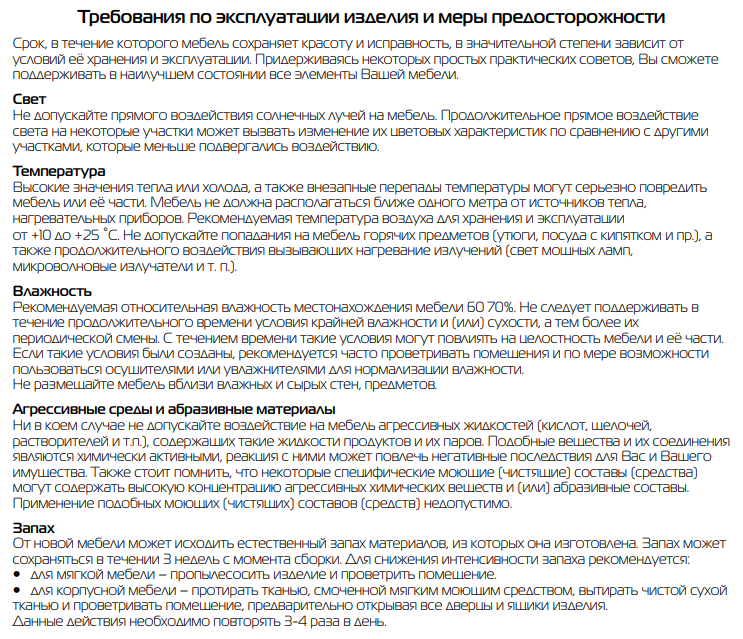 Требования по эксплуатации изделия и меры предосторожности
Срок, в течение которого мебель сохраняет красоту и исправность, в значительной степени зависит от
условий её хранения и эксплуатации. Придерживаясь некоторых простых практических советов, Вы сможете
поддерживать в наилучшем состоянии все элементы Вашей мебели.
Свет
Не допускайте прямого воздействия солнечных лучей на мебель. Продолжительное прямое воздействие
света на некоторые участки может вызвать изменение их цветовых характеристик по сравнению с другими
участками, которые меньше подвергались воздействию.
Температура
Высокие значения тепла или холода, а также внезапные перепады температуры могут серьезно повредить
мебель или её части. Мебель не должна располагаться ближе одного метра от источников тепла,
нагревательных приборов. Рекомендуемая температура воздуха для хранения и эксплуатации
от +10 до +25 ˚С. Не допускайте попадания на мебель горячих предметов (утюги, посуда с кипятком и пр.), а
также продолжительного воздействия вызывающих нагревание излучений (свет мощных ламп,
микроволновые излучатели и т. п.).
Влажность
Рекомендуемая относительная влажность местонахождения мебели 60 70%. Не следует поддерживать в
течение продолжительного времени условия крайней влажности и (или) сухости, а тем более их
периодической смены. С течением времени такие условия могут повлиять на целостность мебели и её части.
Если такие условия были созданы, рекомендуется часто проветривать помещения и по мере возможности
пользоваться осушителями или увлажнителями для нормализации влажности.
Не размещайте мебель вблизи влажных и сырых стен, предметов.
Агрессивные среды и абразивные материалы
Ни в коем случае не допускайте воздействие на мебель агрессивных жидкостей (кислот, щелочей,
растворителей и т.п.), содержащих такие жидкости продуктов и их паров. Подобные вещества и их соединения
являются химически активными, реакция с ними может повлечь негативные последствия для Вас и Вашего
имущества. Также стоит помнить, что некоторые специфические моющие (чистящие) составы (средства)
могут содержать высокую концентрацию агрессивных химических веществ и (или) абразивные составы.
Применение подобных моющих (чистящих) составов (средств) недопустимо.
Запах
От новой мебели может исходить естественный запах материалов, из которых она изготовлена. Запах может
сохраняться в течении 3 недель с момента сборки. Для снижения интенсивности запаха рекомендуется:
• для мягкой мебели – пропылесосить изделие и проветрить помещение.
• для корпусной мебели – протирать тканью, смоченной мягким моющим средством, вытирать чистой сухой
тканью и проветривать помещение, предварительно открывая все дверцы и ящики изделия.
Данные действия необходимо повторять 3-4 раза в день.